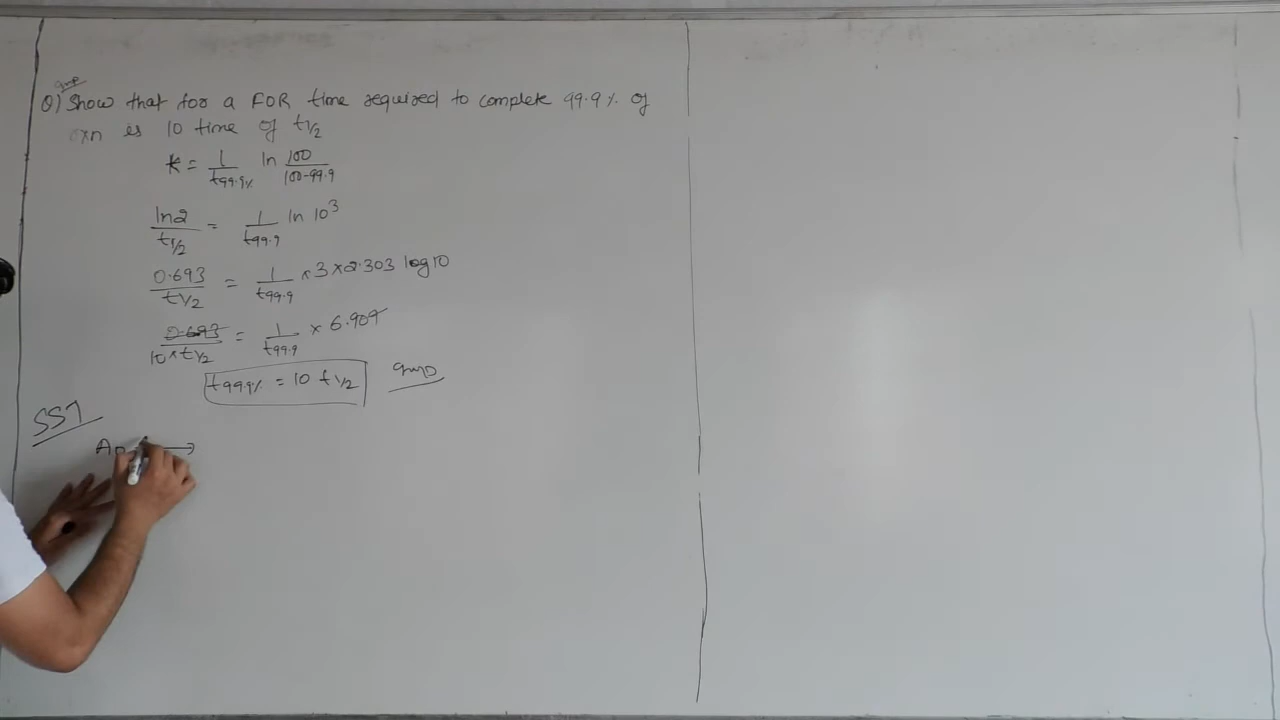 Imp
Q) Show that for a FOR time required to complete 99.9% of
rxn is 10 time of t1/2
K = 1/t99.9% ln 100/100-99.9
ln2/t1/2 = 1/t99.9 ln 10³
0.693/t1/2 = 1/t99.9 × 3 × 2.303 log10
0.693/10×t1/2 = 1/t99.9 × 6.909
t99.9% = 10 t1/2